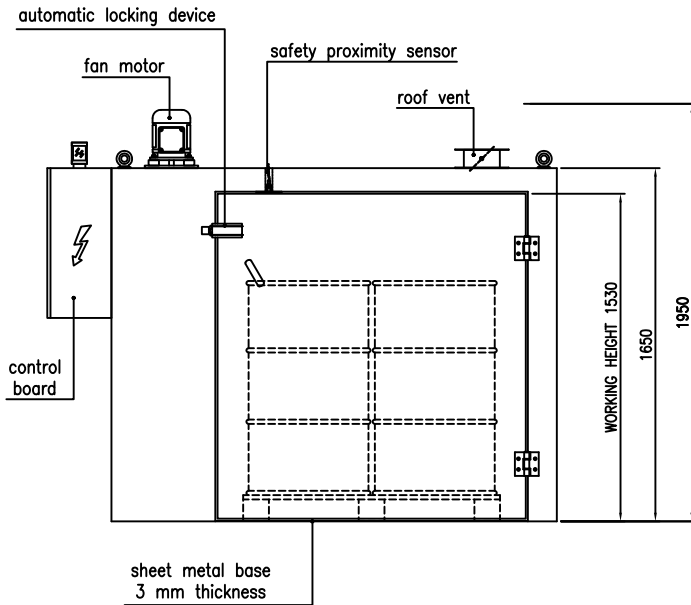 automatic locking device
fan motor
safety proximity sensor
roof vent
control
board
WORKING HEIGHT 1530
1650
1950
sheet metal base
3 mm thickness